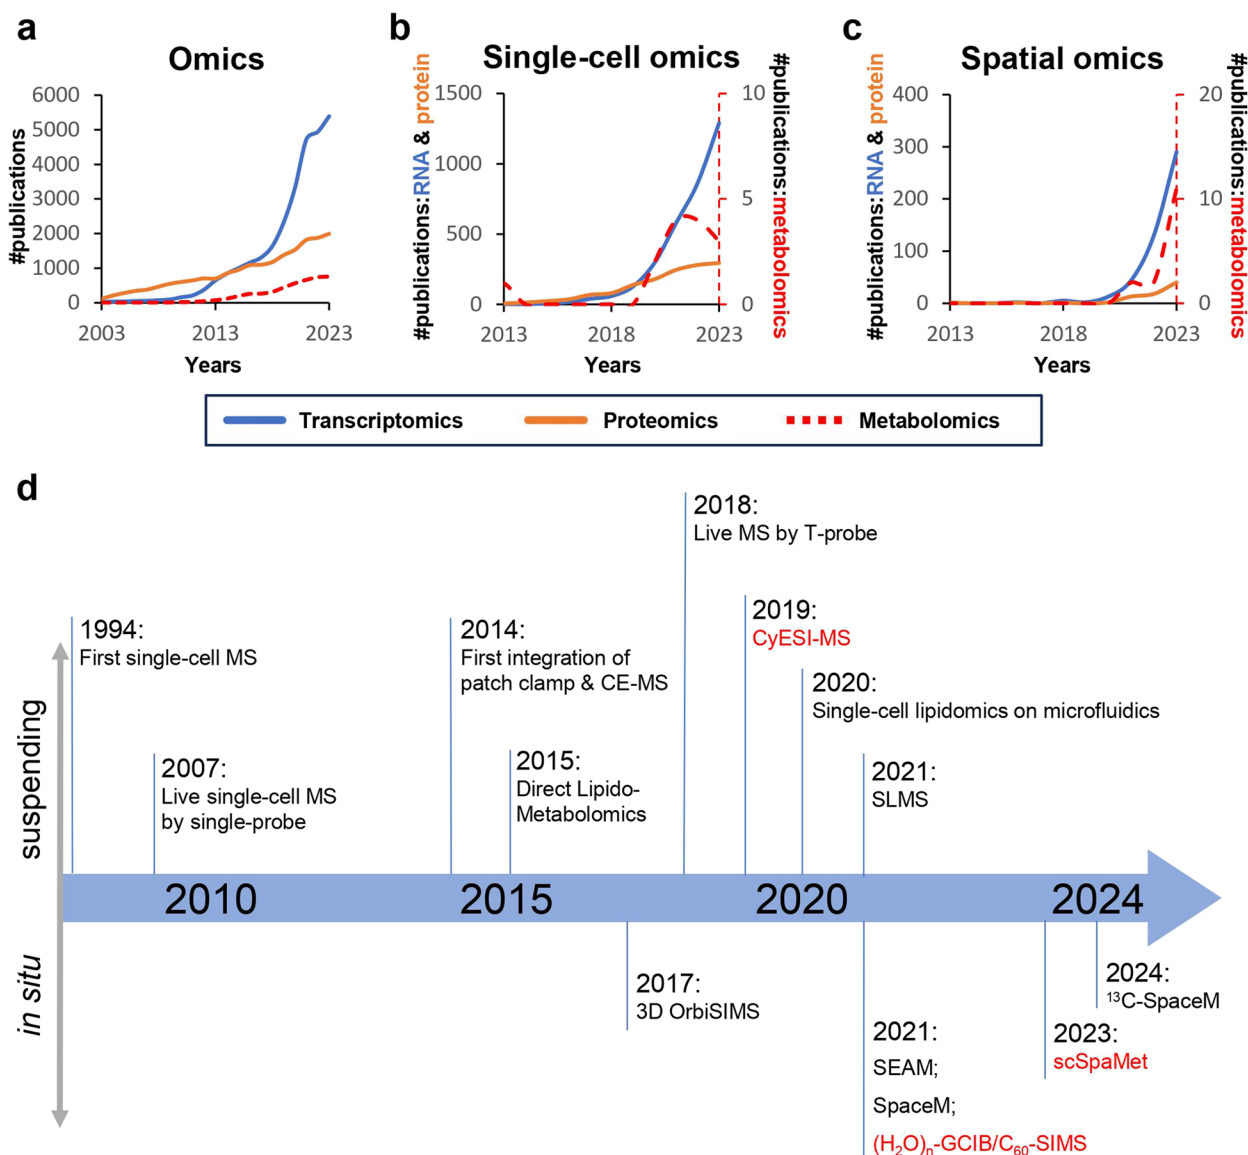 a
Omics
#publications
6000
5000
4000
3000
2000
1000
0
2003
2013
2023
Years
b
Single-cell omics
#publications:RNA & protein
1500
1000
500
0
2013
2018
2023
Years
10
5
0
#publications:metabolomics
c
Spatial omics
#publications:RNA & protein
400
300
200
100
0
2013
2018
2023
Years
20
10
0
#publications:metabolomics
Transcriptomics
Proteomics
Metabolomics
d
suspending
in situ
1994:
First single-cell MS
2007:
Live single-cell MS
by single-probe
2014:
First integration of
patch clamp & CE-MS
2015:
Direct Lipido-
Metabolomics
2018:
Live MS by T-probe
2019:
CyESI-MS
2020:
Single-cell lipidomics on microfluidics
2021:
SLMS
2010
2015
2020
2024
2017:
3D OrbiSIMS
2021:
SEAM;
SpaceM;
(H₂O)ₙ-GCIB/C₆₀-SIMS
2023:
scSpaMet
2024:
¹³C-SpaceM